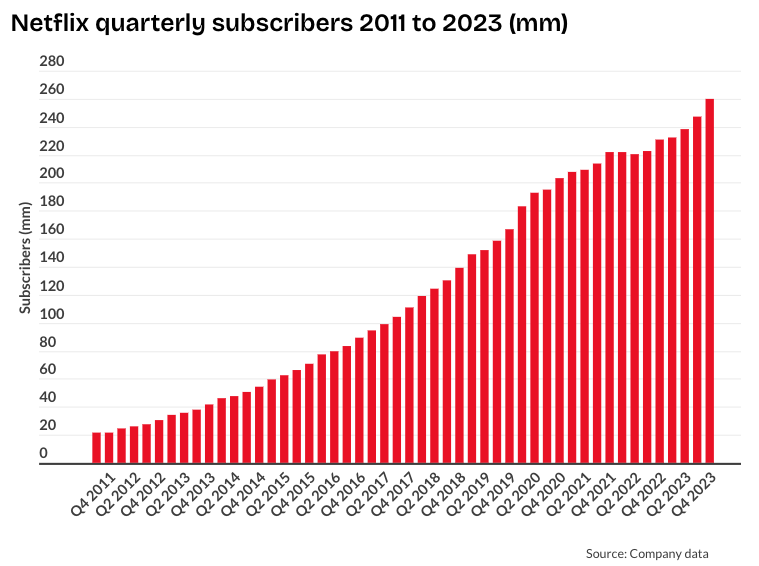 Netflix quarterly subscribers 2011 to 2023 (mm)
280
260
240
220
200
180
160
140
120
100
80
60
40
20
0
Subscribers (mm)
Q4 2011
Q2 2012
Q4 2012
Q2 2013
Q4 2013
Q2 2014
Q4 2014
Q2 2015
Q4 2015
Q2 2016
Q4 2016
Q2 2017
Q4 2017
Q2 2018
Q4 2018
Q2 2019
Q4 2019
Q2 2020
Q4 2020
Q2 2021
Q4 2021
Q2 2022
Q4 2022
Q2 2023
Q4 2023
Source: Company data